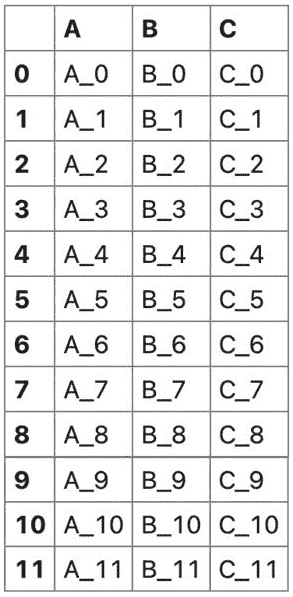 A B C
0 A_0 B_0 C_0
1 A_1 B_1 C_1
2 A_2 B_2 C_2
3 A_3 B_3 C_3
4 A_4 B_4 C_4
5 A_5 B_5 C_5
6 A_6 B_6 C_6
7 A_7 B_7 C_7
8 A_8 B_8 C_8
9 A_9 B_9 C_9
10 A_10 B_10 C_10
11 A_11 B_11 C_11